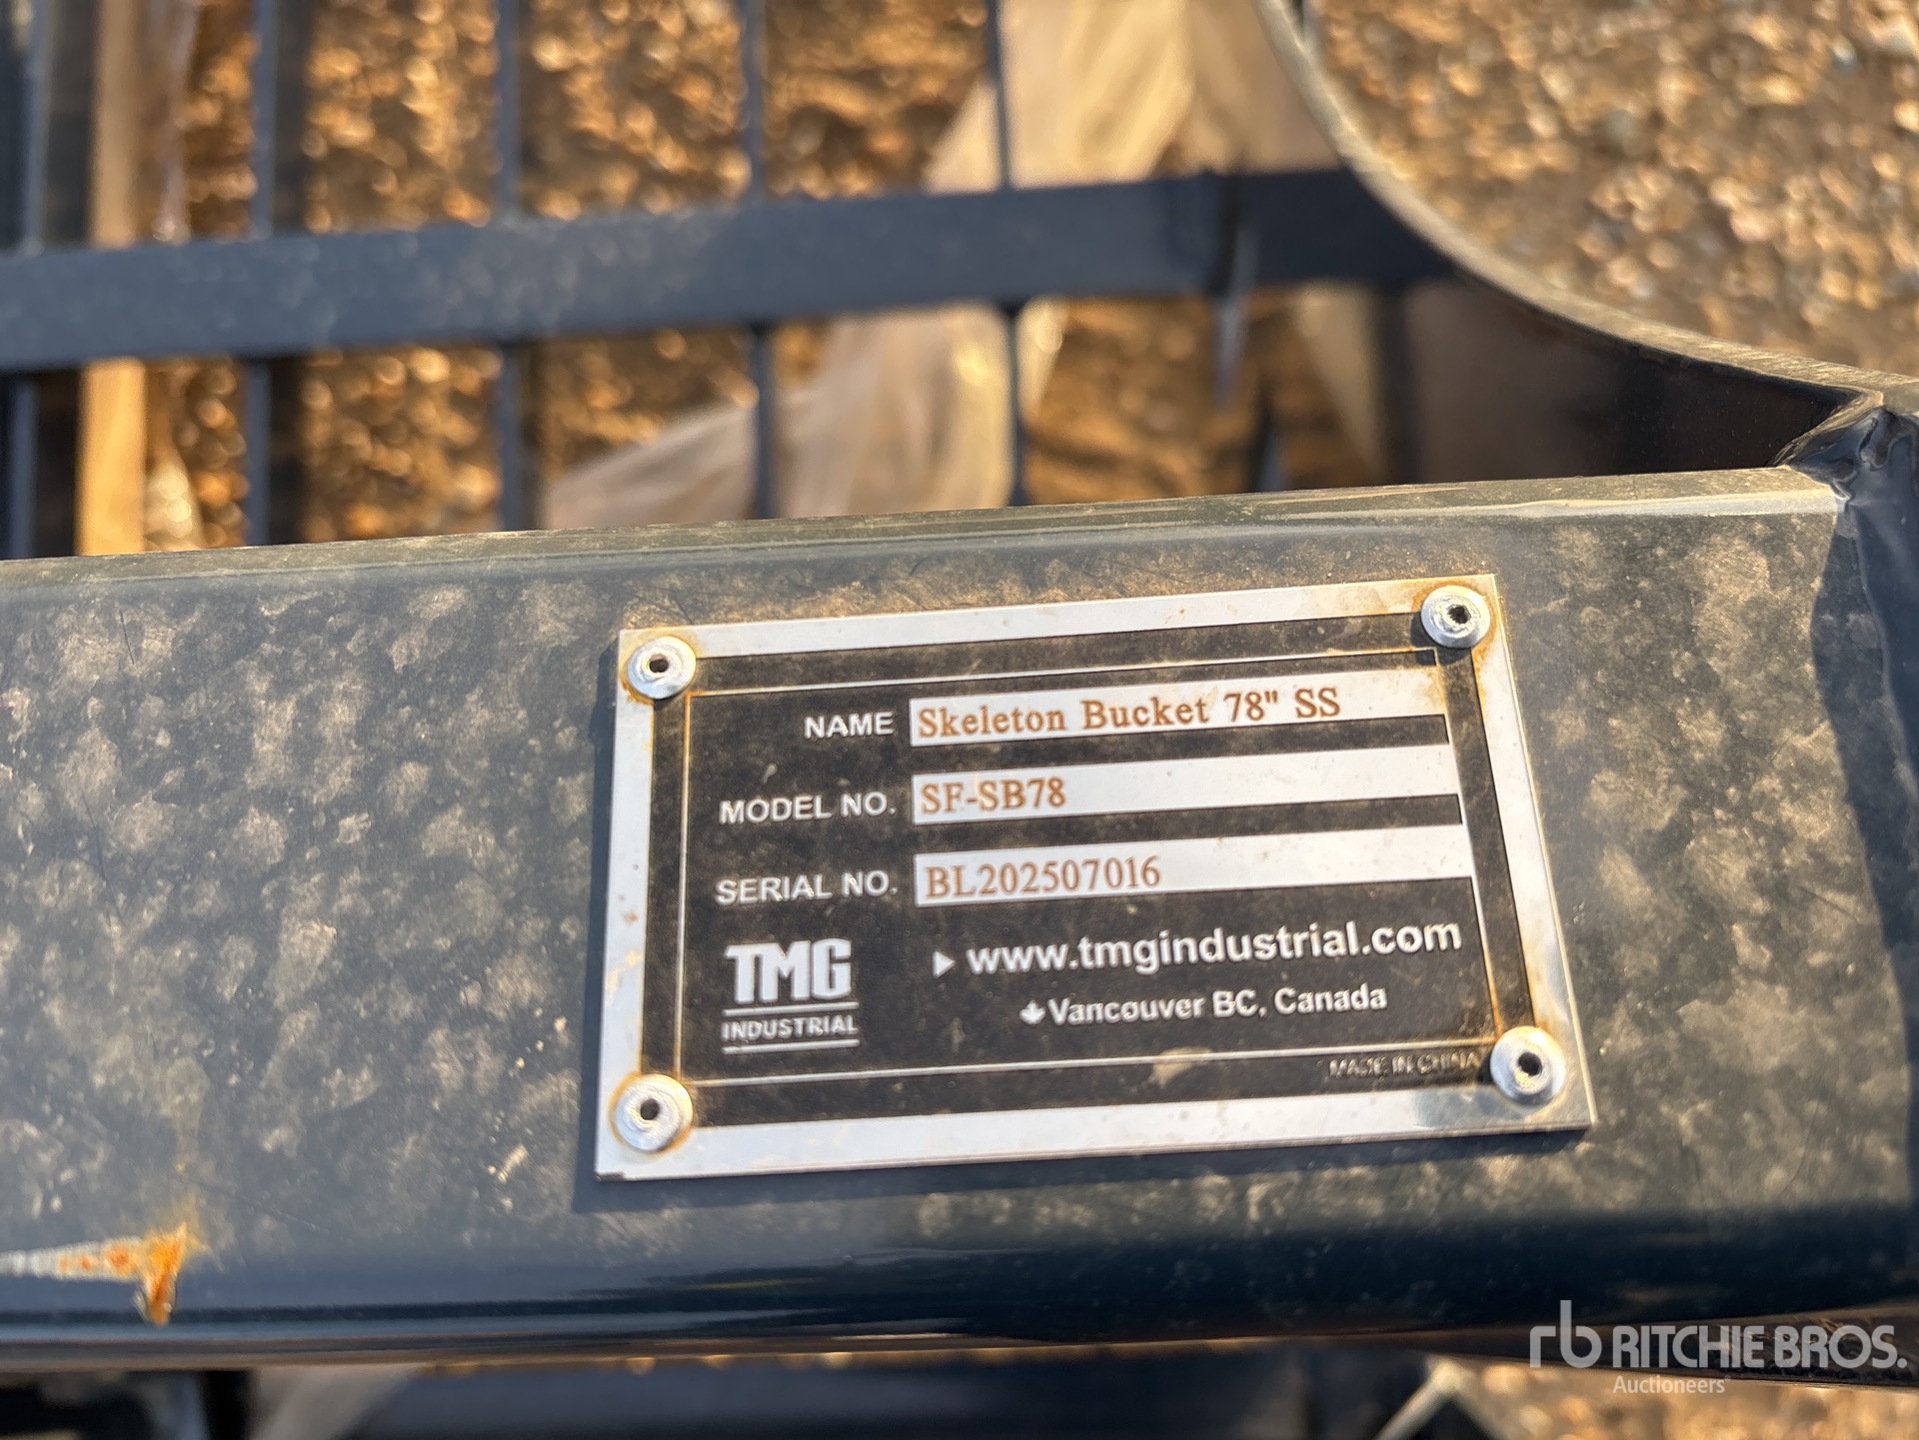 NAME Skeleton Bucket 78" SS
MODEL NO. SF-SB78
SERIAL NO. BL202507016
TMG
INDUSTRIAL
www.tmgindustrial.com
Vancouver BC, Canada
MADE IN CHINA
rb RITCHIE BROS.
Auctioneers